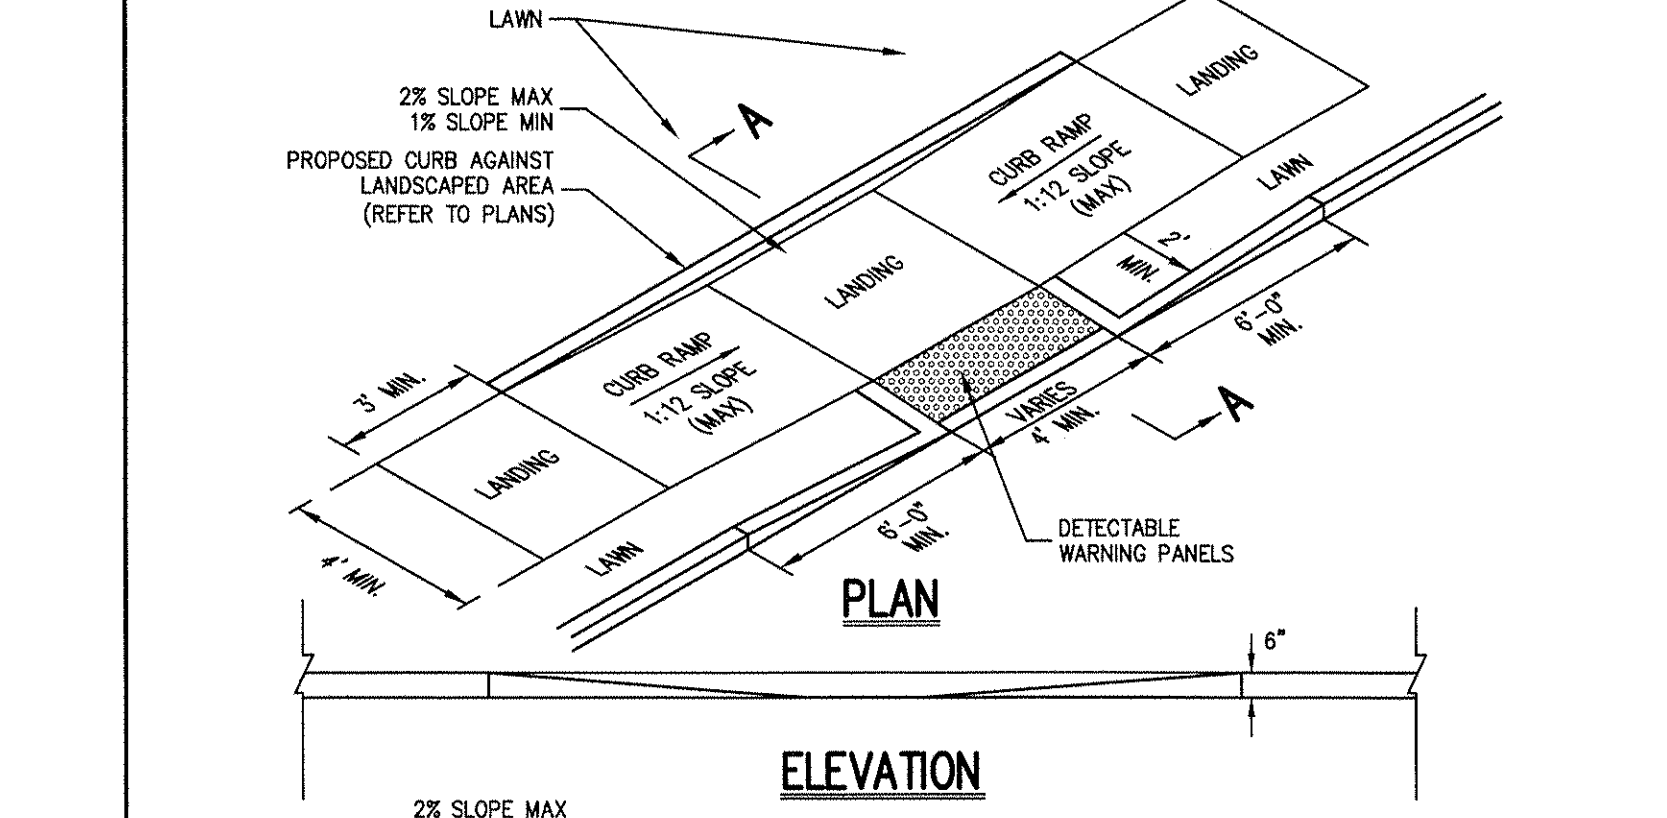 LAWN
2% SLOPE MAX
1% SLOPE MIN
PROPOSED CURB AGAINST
LANDSCAPED AREA
(REFER TO PLANS)
A
LANDING
CURB RAMP
1:12 SLOPE
(MAX)
LAWN
2'
MIN.
LANDING
6'-0"
MIN.
3' MIN.
CURB RAMP
1:12 SLOPE
(MAX)
VARIES
4' MIN.
A
LANDING
6'-0"
MIN.
DETECTABLE
WARNING PANELS
LAWN
4' MIN.
PLAN
6"
ELEVATION
2% SLOPE MAX